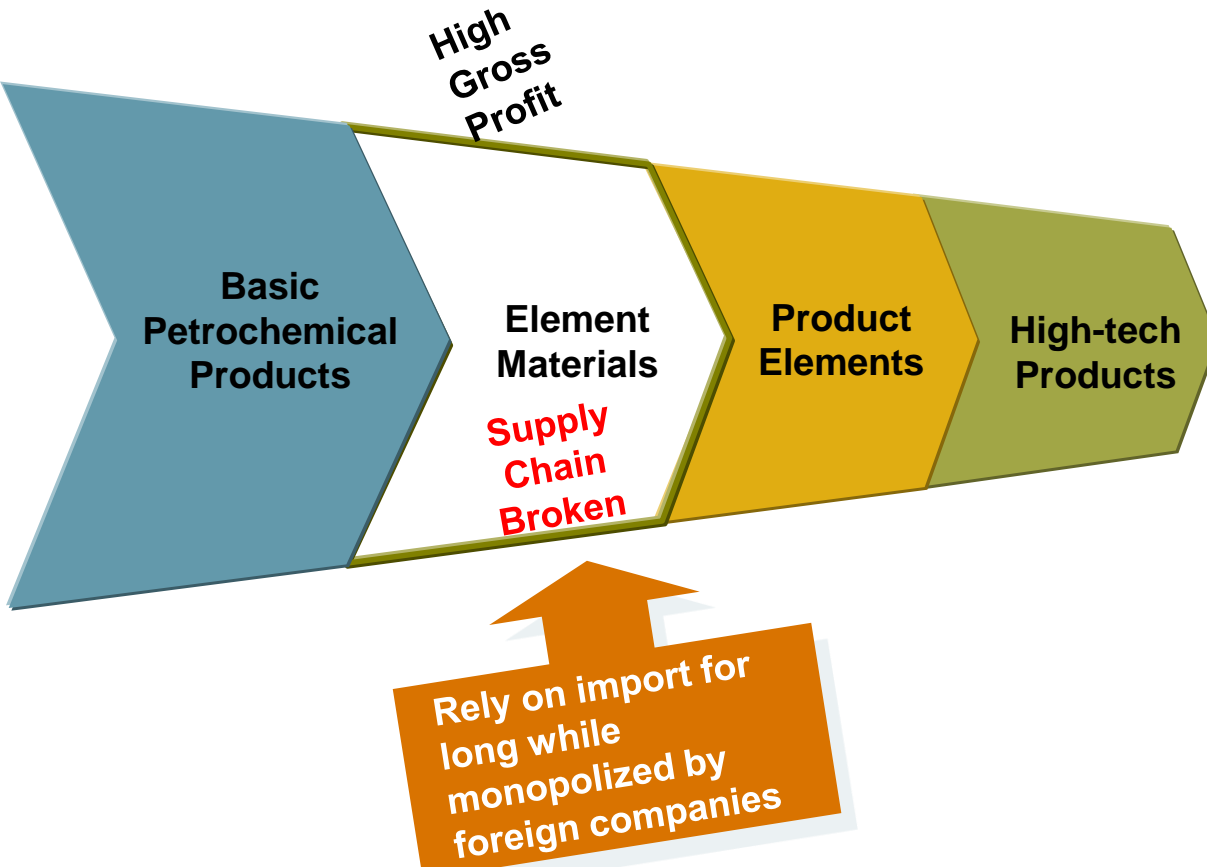 High
Gross
Profit
Basic
Petrochemical
Products
Element
Materials
Supply
Chain
Broken
Product
Elements
High-tech
Products
Rely on import for
long while
monopolized by
foreign companies